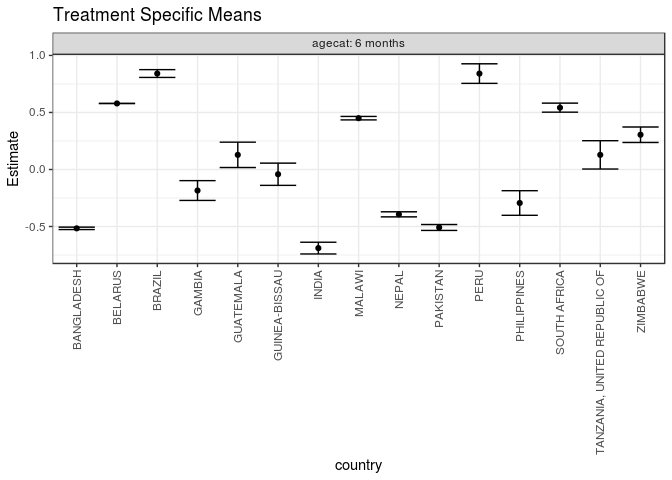 Treatment Specific Means
agecat: 6 months
1.0
0.5
0.0
-0.5
Estimate
BANGLADESH
BELARUS
BRAZIL
GAMBIA
GUATEMALA
GUINEA-BISSAU
INDIA
MALAWI
NEPAL
PAKISTAN
PERU
PHILIPPINES
SOUTH AFRICA
TANZANIA, UNITED REPUBLIC OF
ZIMBABWE
country